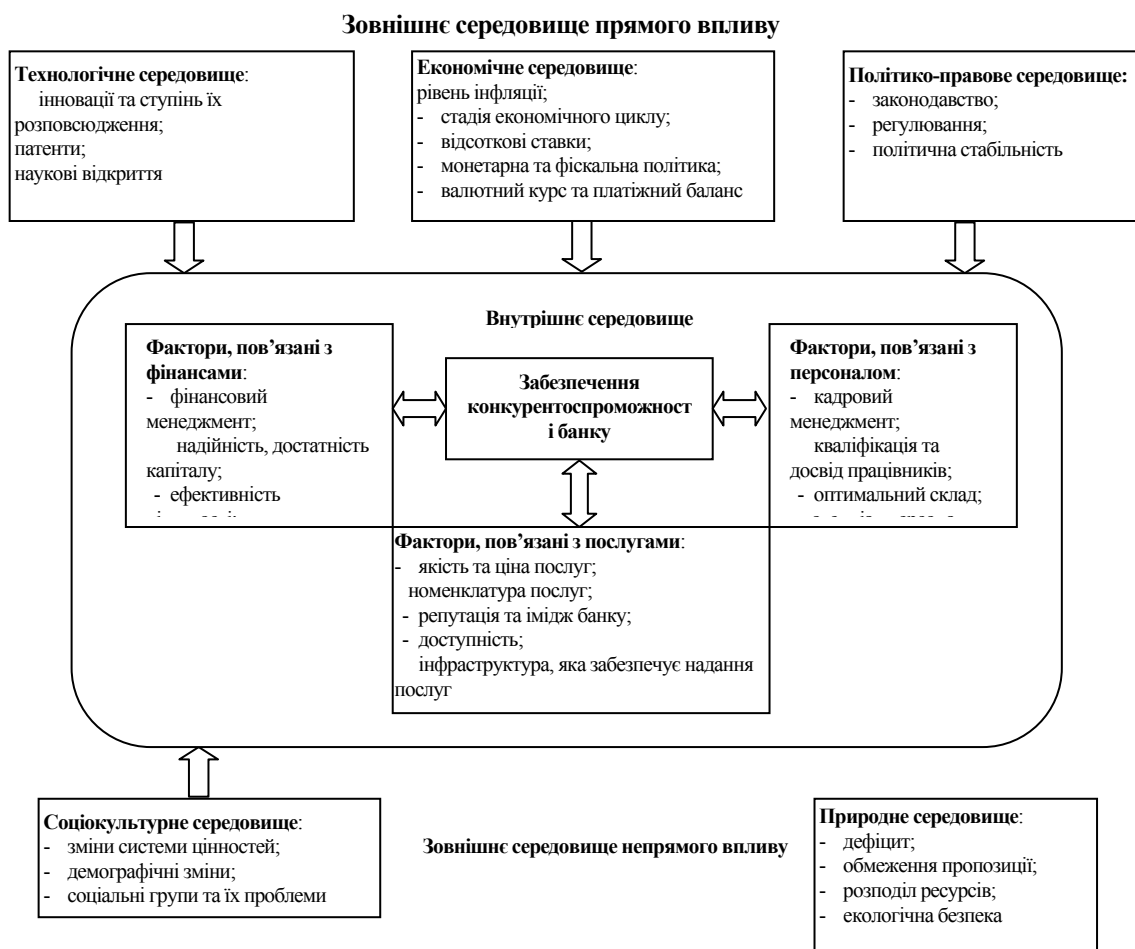 Зовнішнє середовище прямого впливу
Технологічне середовище:
інновації та ступінь їх
розповсюдження;
патенти;
наукові відкриття
Економічне середовище:
рівень інфляції;
- стадія економічного циклу;
- відсоткові ставки;
- монетарна та фіскальна політика;
- валютний курс та платіжний баланс
Політико-правове середовище:
- законодавство;
- регулювання;
- політична стабільність
Внутрішнє середовище
Фактори, пов’язані з
фінансами:
- фінансовий
менеджмент;
надійність, достатність
капіталу;
- ефективність
Забезпечення
конкурентоспроможност
і банку
Фактори, пов’язані з
персоналом:
- кадровий
менеджмент;
кваліфікація та
досвід працівників;
- оптимальний склад;
Фактори, пов’язані з послугами:
- якість та ціна послуг;
номенклатура послуг;
- репутація та імідж банку;
- доступність;
інфраструктура, яка забезпечує надання
послуг
Соціокультурне середовище:
- зміни системи цінностей;
- демографічні зміни;
- соціальні групи та їх проблеми
Зовнішнє середовище непрямого впливу
Природне середовище:
- дефіцит;
- обмеження пропозиції;
- розподіл ресурсів;
- екологічна безпека